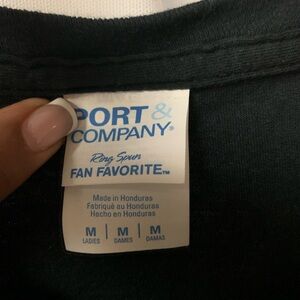 PORT &
COMPANY®
Ring Spun
FAN FAVORITE™
Made in Honduras
Fabriqué au Honduras
Hecho en Honduras
M | M | M
LADIES DAMES DAMAS